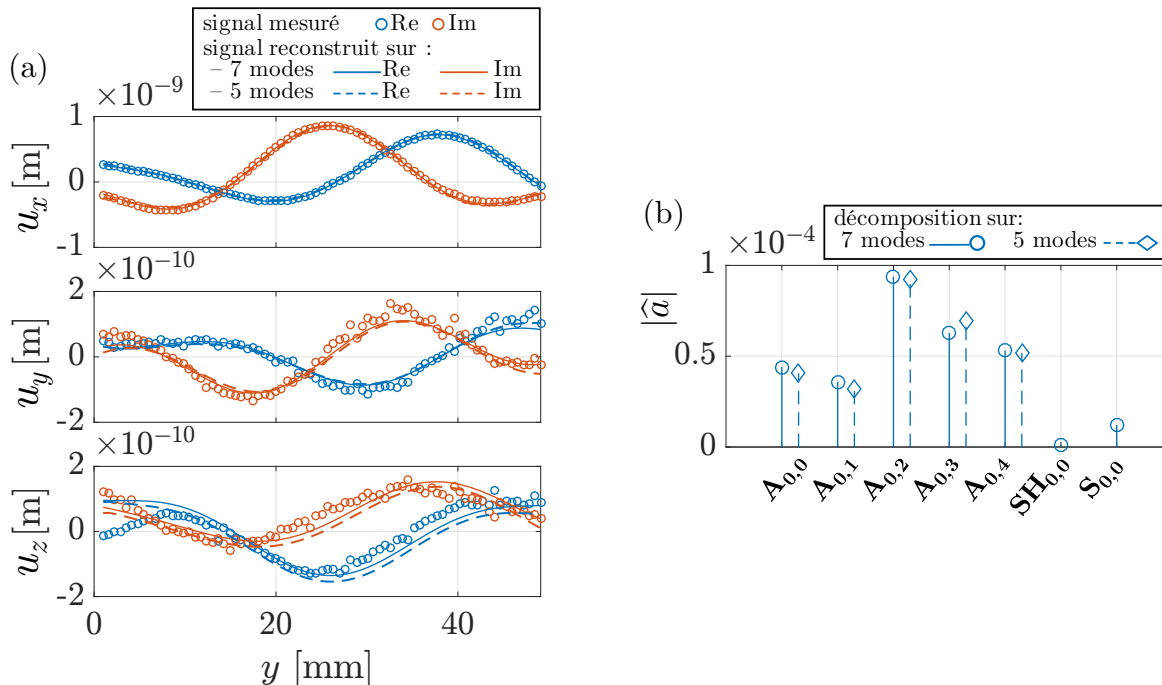 signal mesuré Re Im
signal reconstruit sur :
– 7 modes Re Im
– 5 modes Re Im
(a)
×10⁻⁹
1
0
-1
u_x [m]
×10⁻¹⁰
2
0
-2
u_y [m]
×10⁻¹⁰
2
0
-2
u_z [m]
0 20 40
y [mm]
(b)
décomposition sur:
7 modes 5 modes
×10⁻⁴
1
0.5
0
|â|
A₀,₀ A₀,₁ A₀,₂ A₀,₃ A₀,₄ SH₀,₀ S₀,₀